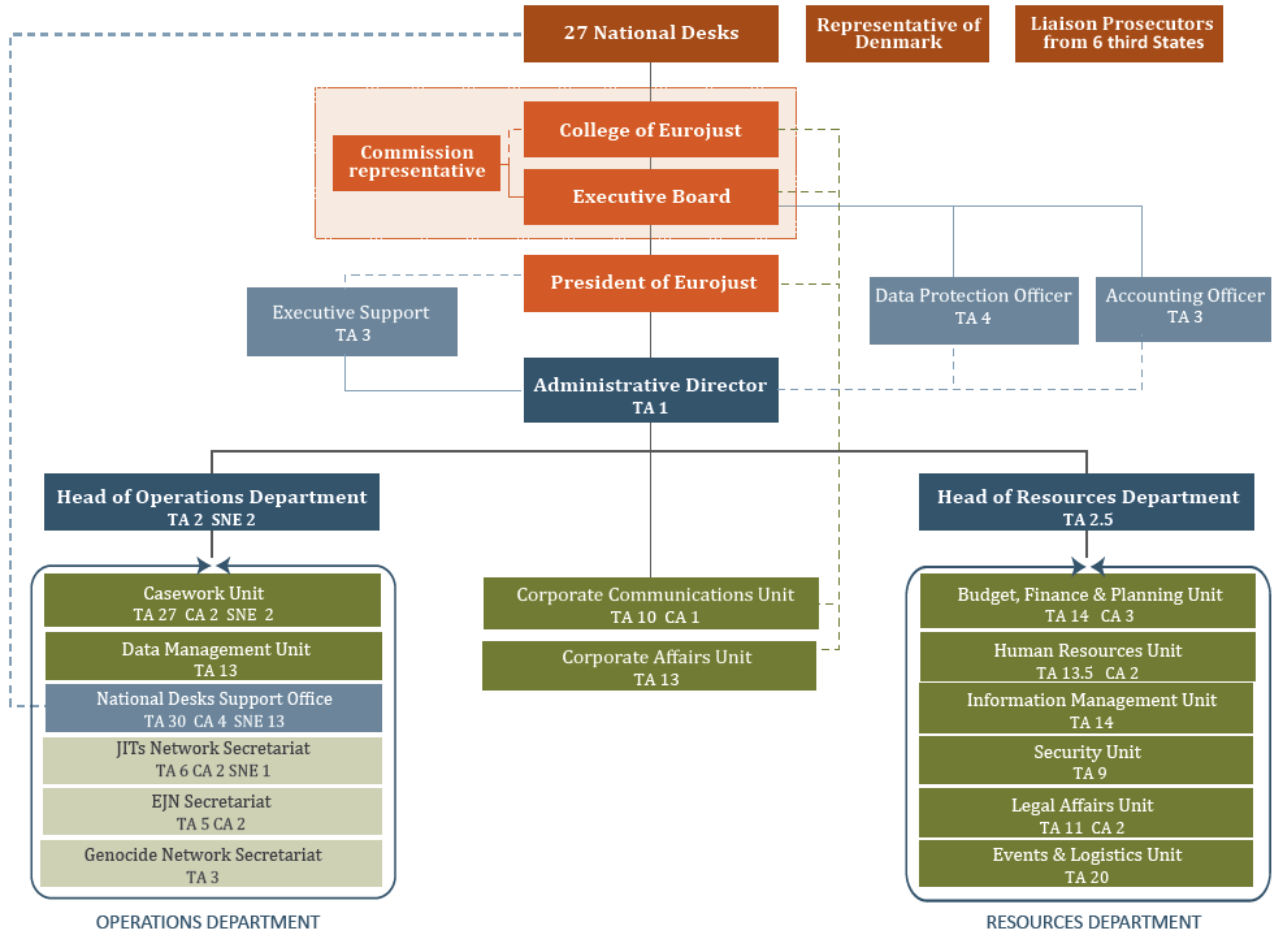 27 National Desks
Representative of
Denmark
Liaison Prosecutors
from 6 third States
College of Eurojust
Commission
representative
Executive Board
President of Eurojust
Executive Support
TA 3
Data Protection Officer
TA 4
Accounting Officer
TA 3
Administrative Director
TA 1
Head of Operations Department
TA 2 SNE 2
Head of Resources Department
TA 2.5
Casework Unit
TA 27 CA 2 SNE 2
Data Management Unit
TA 13
National Desks Support Office
TA 30 CA 4 SNE 13
JITs Network Secretariat
TA 6 CA 2 SNE 1
EJN Secretariat
TA 5 CA 2
Genocide Network Secretariat
TA 3
OPERATIONS DEPARTMENT
Corporate Communications Unit
TA 10 CA 1
Corporate Affairs Unit
TA 13
Budget, Finance & Planning Unit
TA 14 CA 3
Human Resources Unit
TA 13.5 CA 2
Information Management Unit
TA 14
Security Unit
TA 9
Legal Affairs Unit
TA 11 CA 2
Events & Logistics Unit
TA 20
RESOURCES DEPARTMENT